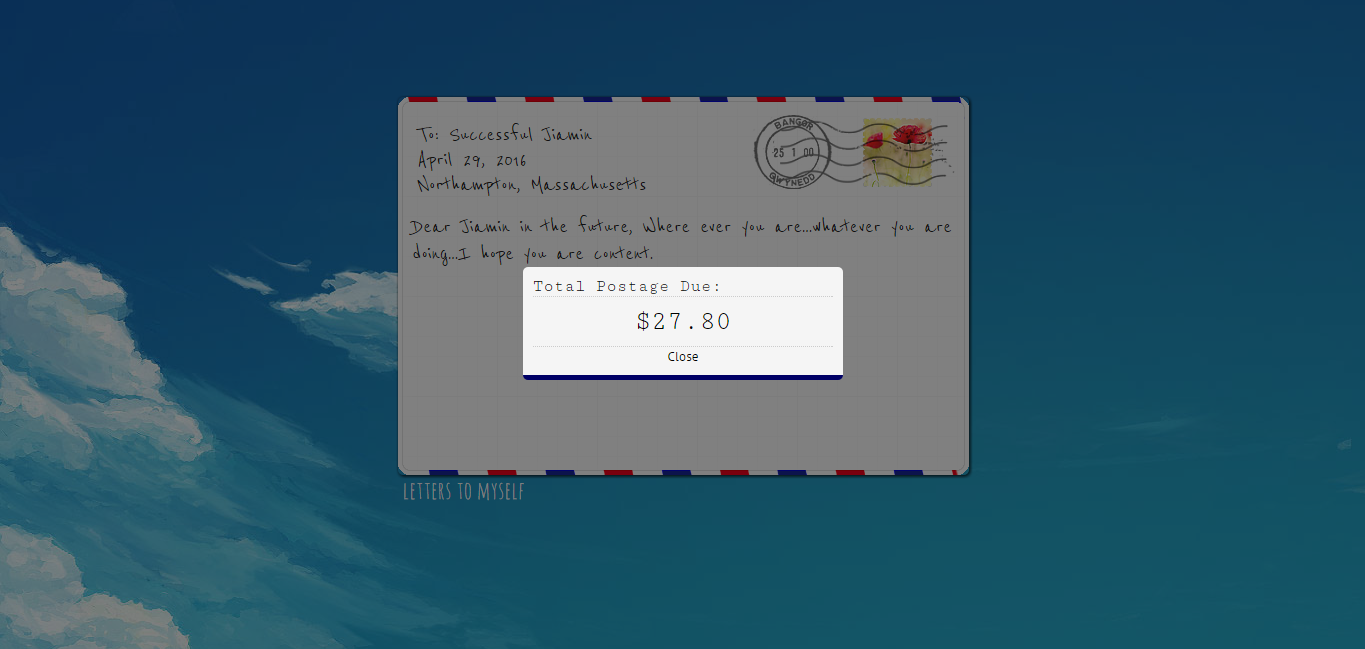 To: Successful Jiamin
April 29, 2016
Northampton, Massachusetts
BANGOR
25 1 00
GWYNEDD
Dear Jiamin in the future, Where ever you are...whatever you are
doing...I hope you are content.
Total Postage Due:
$27.80
Close
LETTERS TO MYSELF